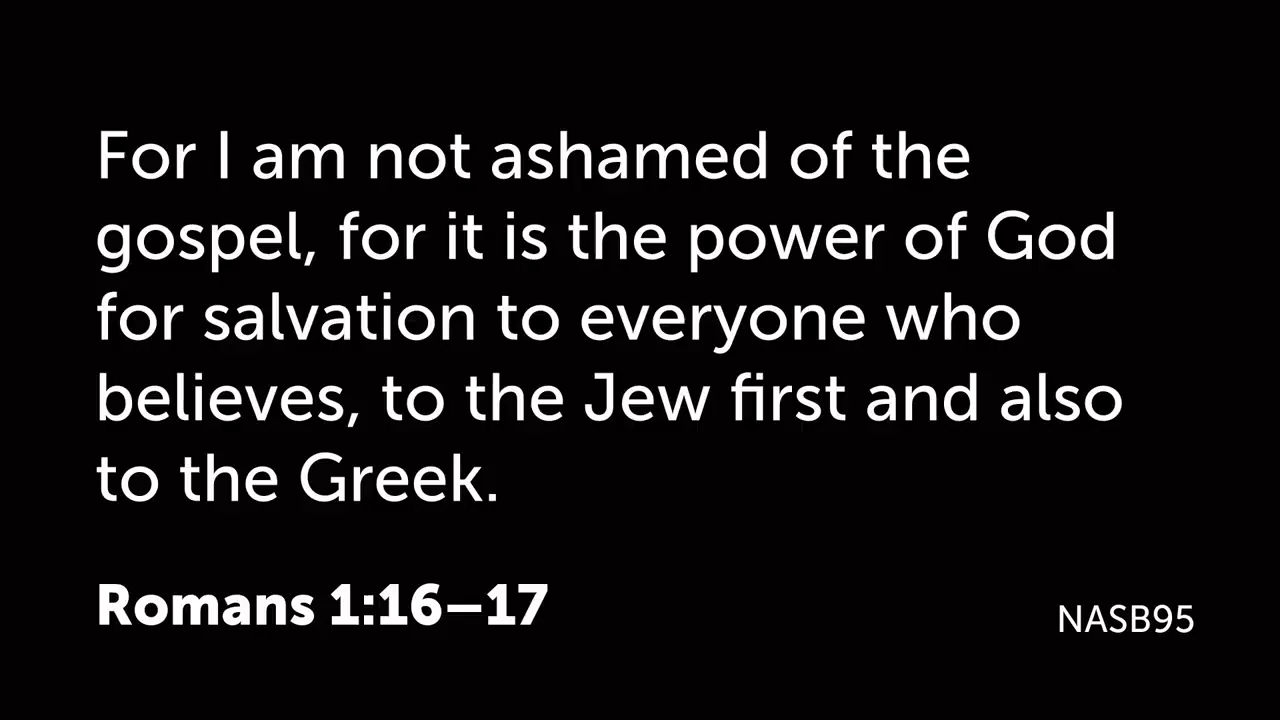 For I am not ashamed of the
gospel, for it is the power of God
for salvation to everyone who
believes, to the Jew first and also
to the Greek.
Romans 1:16–17
NASB95